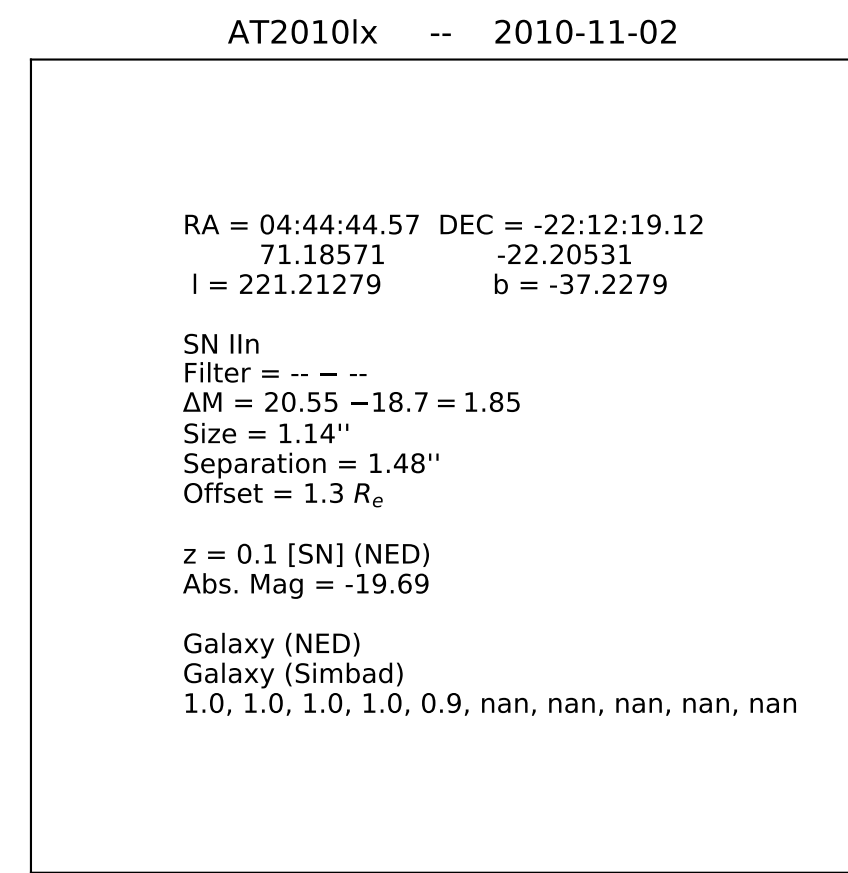 AT2010lx -- 2010-11-02
RA = 04:44:44.57 DEC = -22:12:19.12
71.18571 -22.20531
l = 221.21279 b = -37.2279
SN IIn
Filter = -- − --
ΔM = 20.55 −18.7 = 1.85
Size = 1.14''
Separation = 1.48''
Offset = 1.3 Rₑ
z = 0.1 [SN] (NED)
Abs. Mag = -19.69
Galaxy (NED)
Galaxy (Simbad)
1.0, 1.0, 1.0, 1.0, 0.9, nan, nan, nan, nan, nan